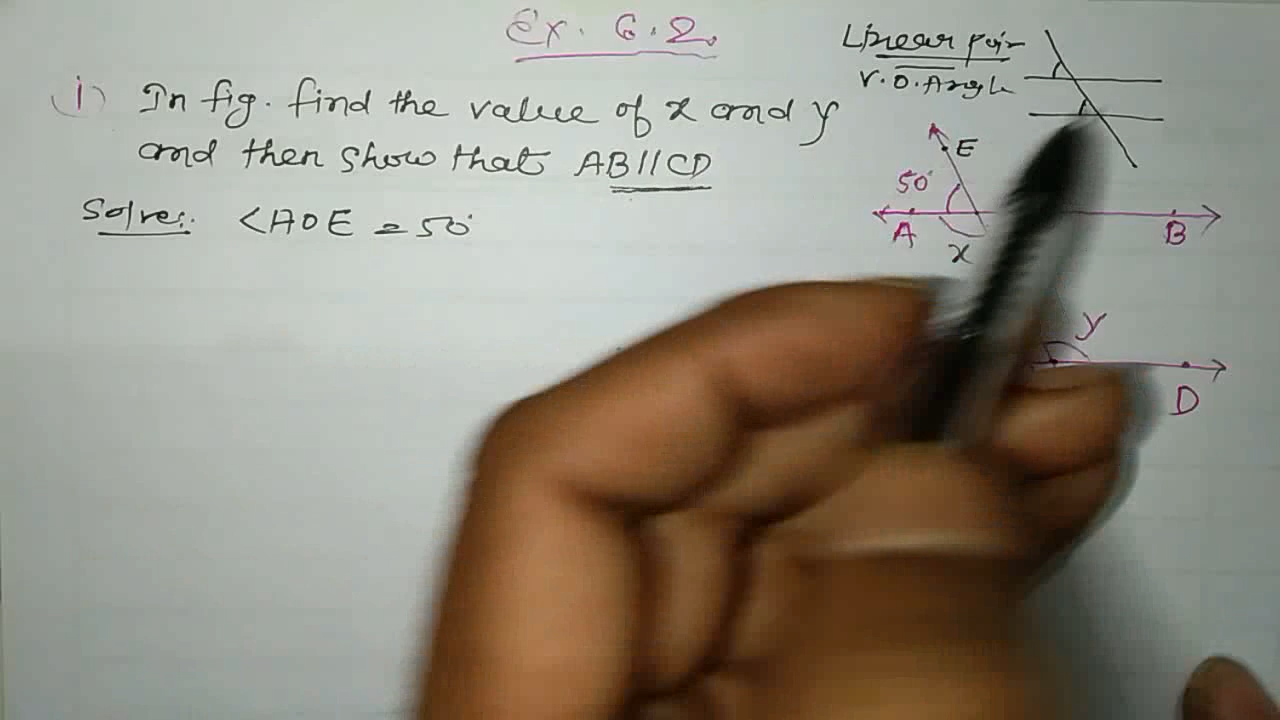 Ex. 6.2.
1) In fig. find the value of x and y
and then show that AB//CD
Solve:. <AOE = 50°
Linear pair
V.O.Angle
E
50°
A
B
x
y
D